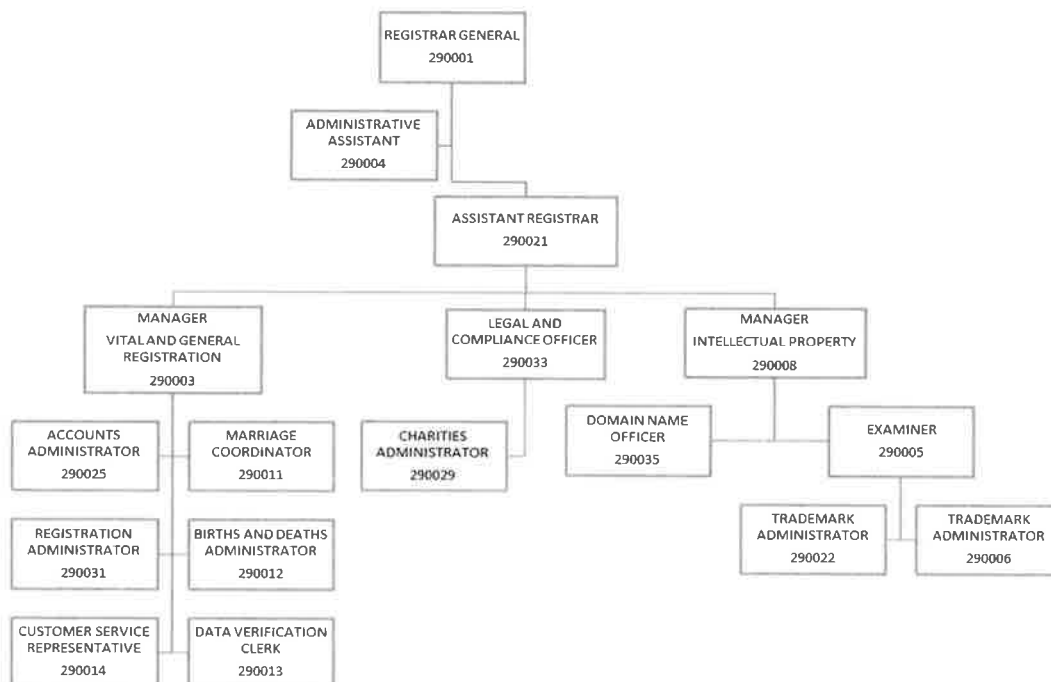 REGISTRAR GENERAL
290001
ADMINISTRATIVE
ASSISTANT
290004
ASSISTANT REGISTRAR
290021
MANAGER
VITAL AND GENERAL
REGISTRATION
290003
LEGAL AND
COMPLIANCE OFFICER
290033
MANAGER
INTELLECTUAL PROPERTY
290008
ACCOUNTS
ADMINISTRATOR
290025
MARRIAGE
COORDINATOR
290011
CHARITIES
ADMINISTRATOR
290029
DOMAIN NAME
OFFICER
290035
EXAMINER
290005
REGISTRATION
ADMINISTRATOR
290031
BIRTHS AND DEATHS
ADMINISTRATOR
290012
TRADEMARK
ADMINISTRATOR
290022
TRADEMARK
ADMINISTRATOR
290006
CUSTOMER SERVICE
REPRESENTATIVE
290014
DATA VERIFICATION
CLERK
290013